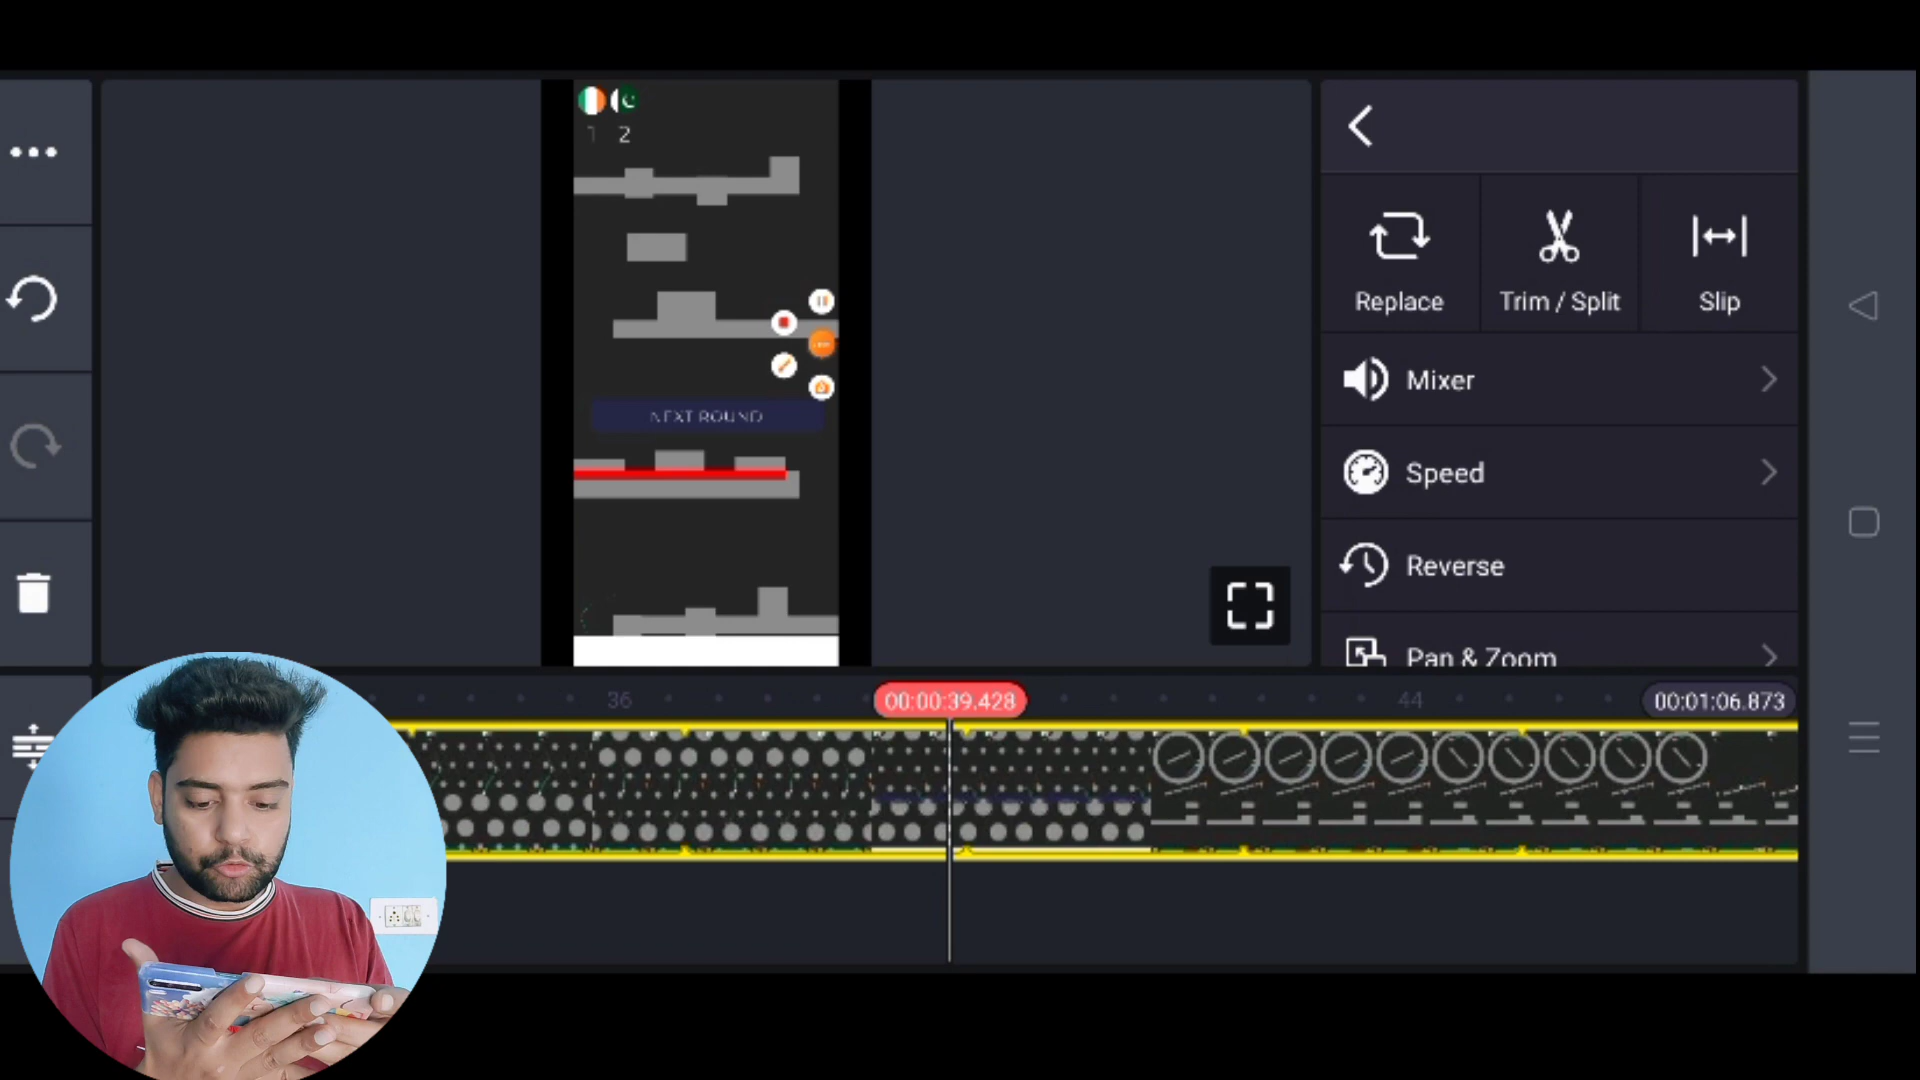 1 2
NEXT ROUND
Replace
Trim / Split
Slip
Mixer
Speed
Reverse
Pan & Zoom
36
00:00:39.428
44
00:01:06.873